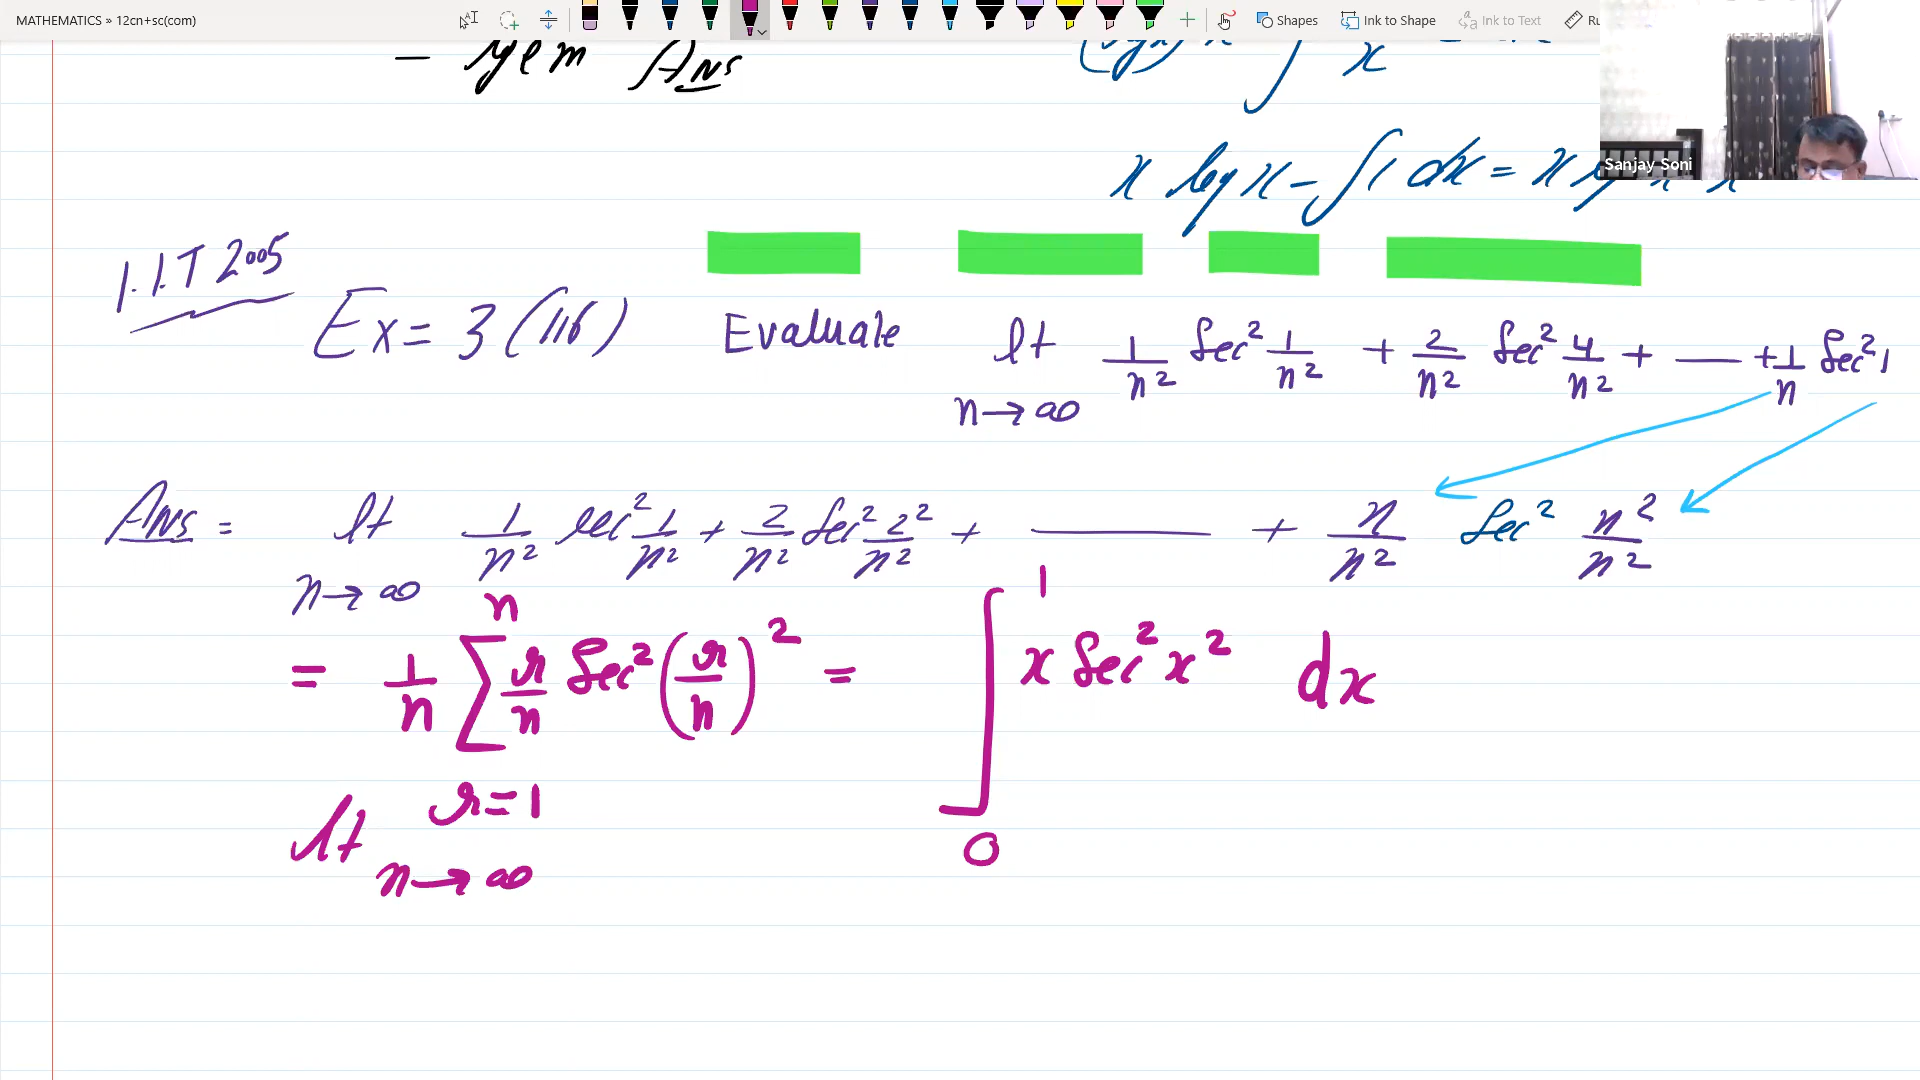 MATHEMATICS » 12cn+sc(com)
Shapes Ink to Shape Ink to Text Ru
Sanjay Soni
Ans
x log x - ∫ 1 dx = x
I.I.T 2005
Ex = 3 (116) Evaluate lt n→∞ 1/n² Sec² 1/n² + 2/n² Sec² 4/n² + — + 1/n Sec² 1
Ans = lt n→∞ 1/n² sec² 1/n² + 2/n² Sec² 2²/n² + —— + n/n² Sec² n²/n²
= lt n→∞ 1/n ∑ r=1 n r/n Sec² (r/n)² = ∫ 0 1 x Sec² x² dx